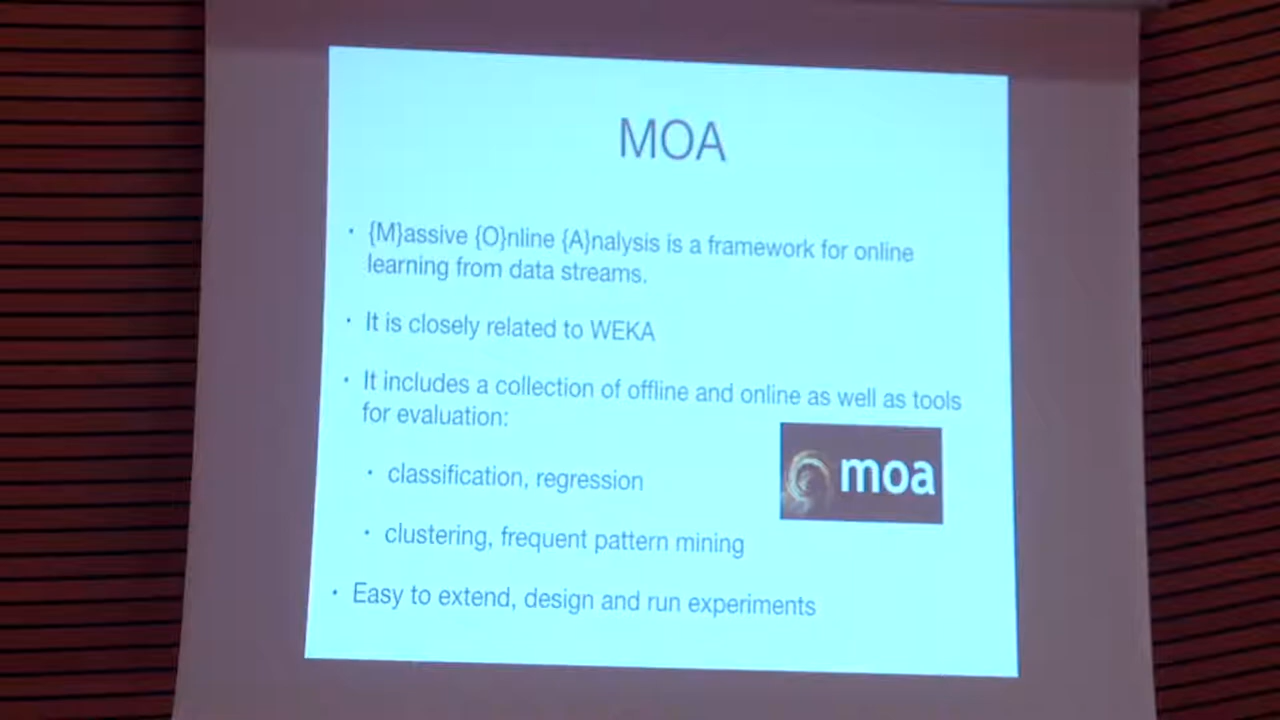 MOA
· {M}assive {O}nline {A}nalysis is a framework for online
learning from data streams.
· It is closely related to WEKA
· It includes a collection of offline and online as well as tools
for evaluation:
moa
· classification, regression
· clustering, frequent pattern mining
· Easy to extend, design and run experiments